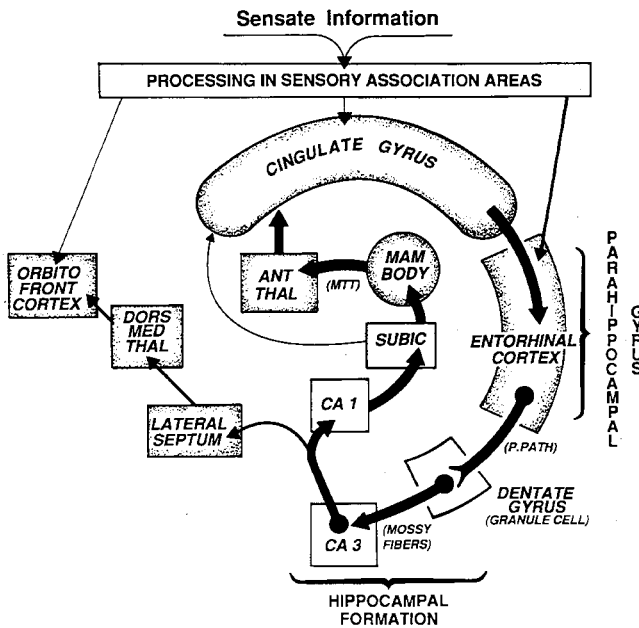 Sensate Information
PROCESSING IN SENSORY ASSOCIATION AREAS
CINGULATE GYRUS
ORBITO
FRONT
CORTEX
DORS
MED
THAL
LATERAL
SEPTUM
ANT
THAL
(MTT)
MAM
BODY
SUBIC
CA 1
CA 3
(MOSSY
FIBERS)
ENTORHINAL
CORTEX
(P.PATH)
DENTATE
GYRUS
(GRANULE CELL)
PARAHIPPOCAMPAL
GYRUS
HIPPOCAMPAL
FORMATION